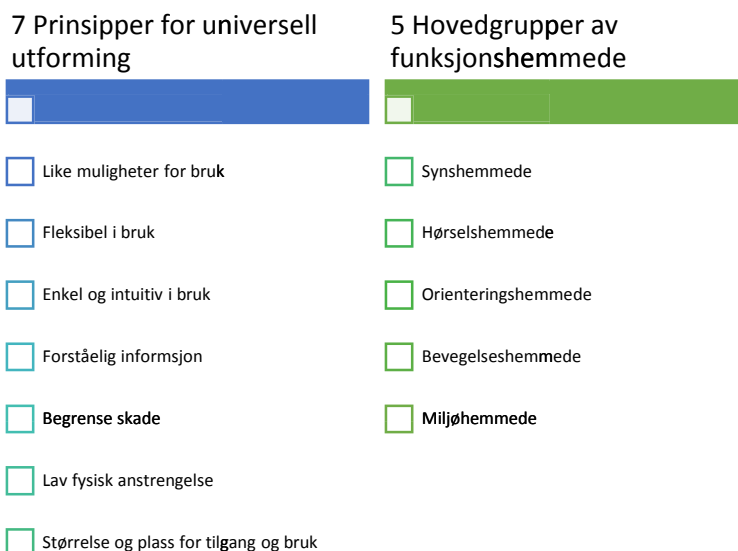 7 Prinsipper for universell
utforming
Like muligheter for bruk
Fleksibel i bruk
Enkel og intuitiv i bruk
Forståelig informsjon
Begrense skade
Lav fysisk anstrengelse
Størrelse og plass for tilgang og bruk
5 Hovedgrupper av
funksjonshemmede
Synshemmede
Hørselshemmede
Orienteringshemmede
Bevegelseshemmede
Miljøhemmede